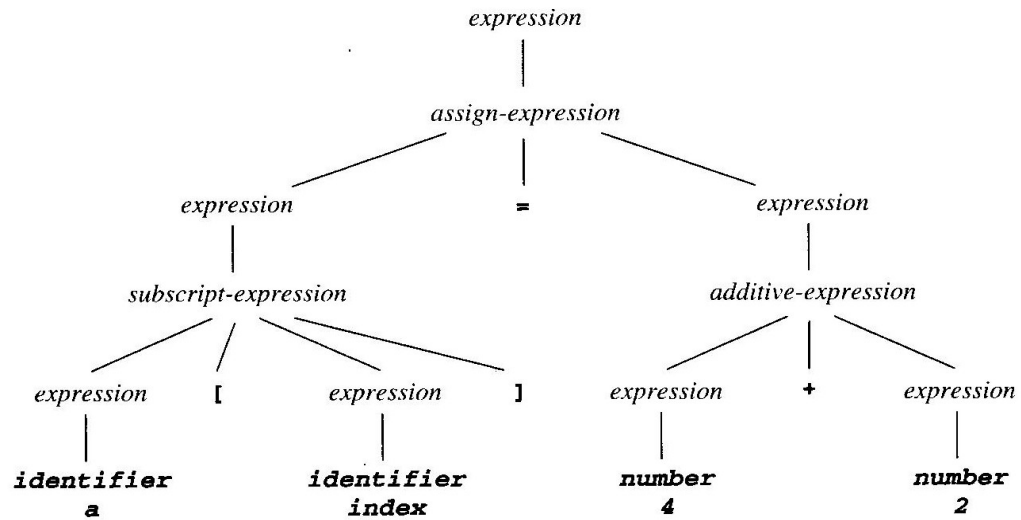 expression
assign-expression
expression = expression
subscript-expression additive-expression
expression [ expression ] expression + expression
identifier identifier number number
a index 4 2